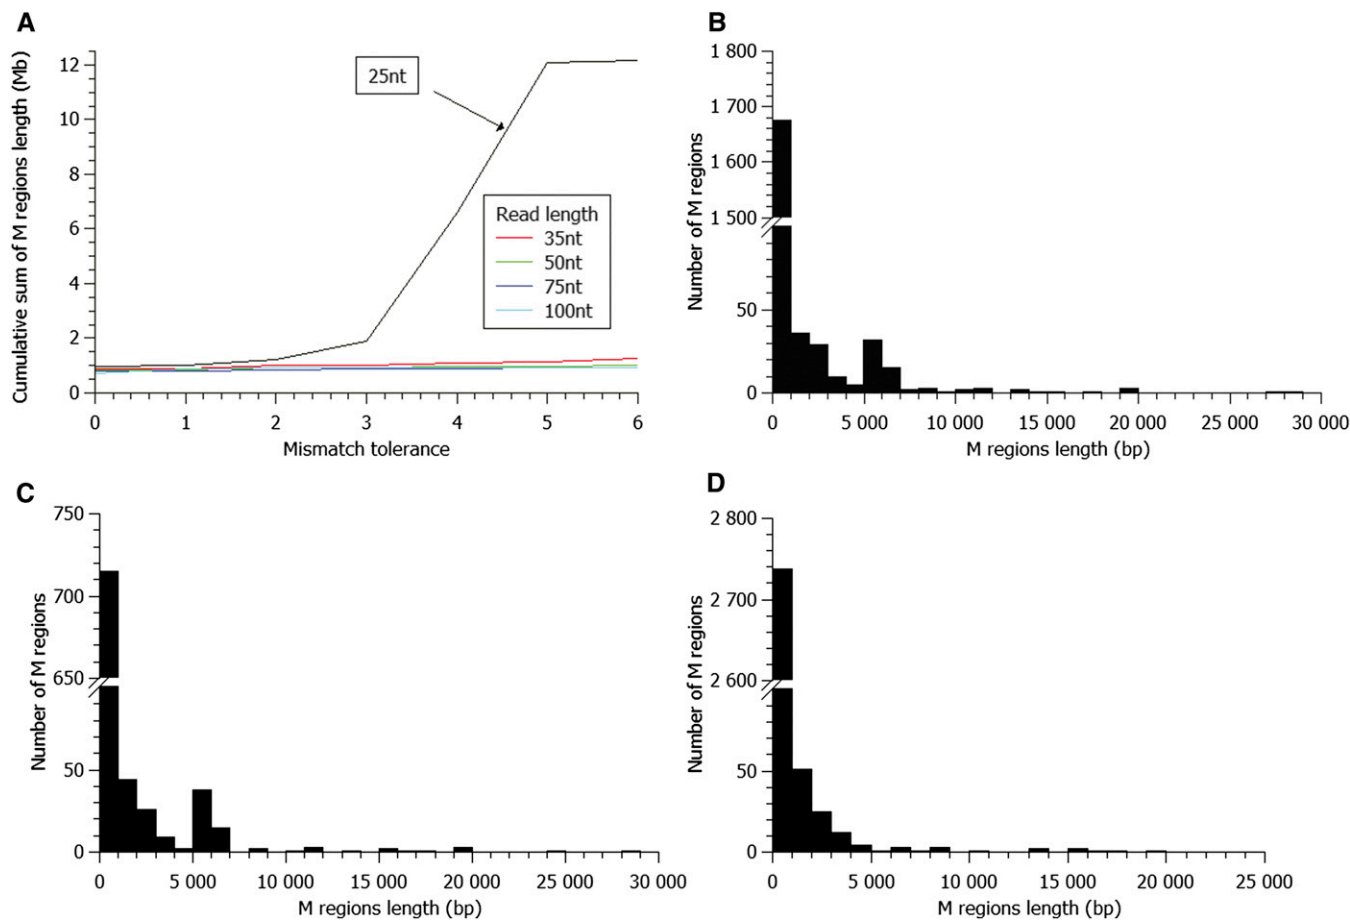 A
Cumulative sum of M regions length (Mb)
12
10
8
6
4
2
0
25nt
Read length
35nt
50nt
75nt
100nt
0 1 2 3 4 5 6
Mismatch tolerance
B
Number of M regions
1 800
1 700
1 600
1 500
50
0
0 5 000 10 000 15 000 20 000 25 000 30 000
M regions length (bp)
C
Number of M regions
750
700
650
50
0
0 5 000 10 000 15 000 20 000 25 000 30 000
M regions length (bp)
D
Number of M regions
2 800
2 700
2 600
50
0
0 5 000 10 000 15 000 20 000 25 000
M regions length (bp)